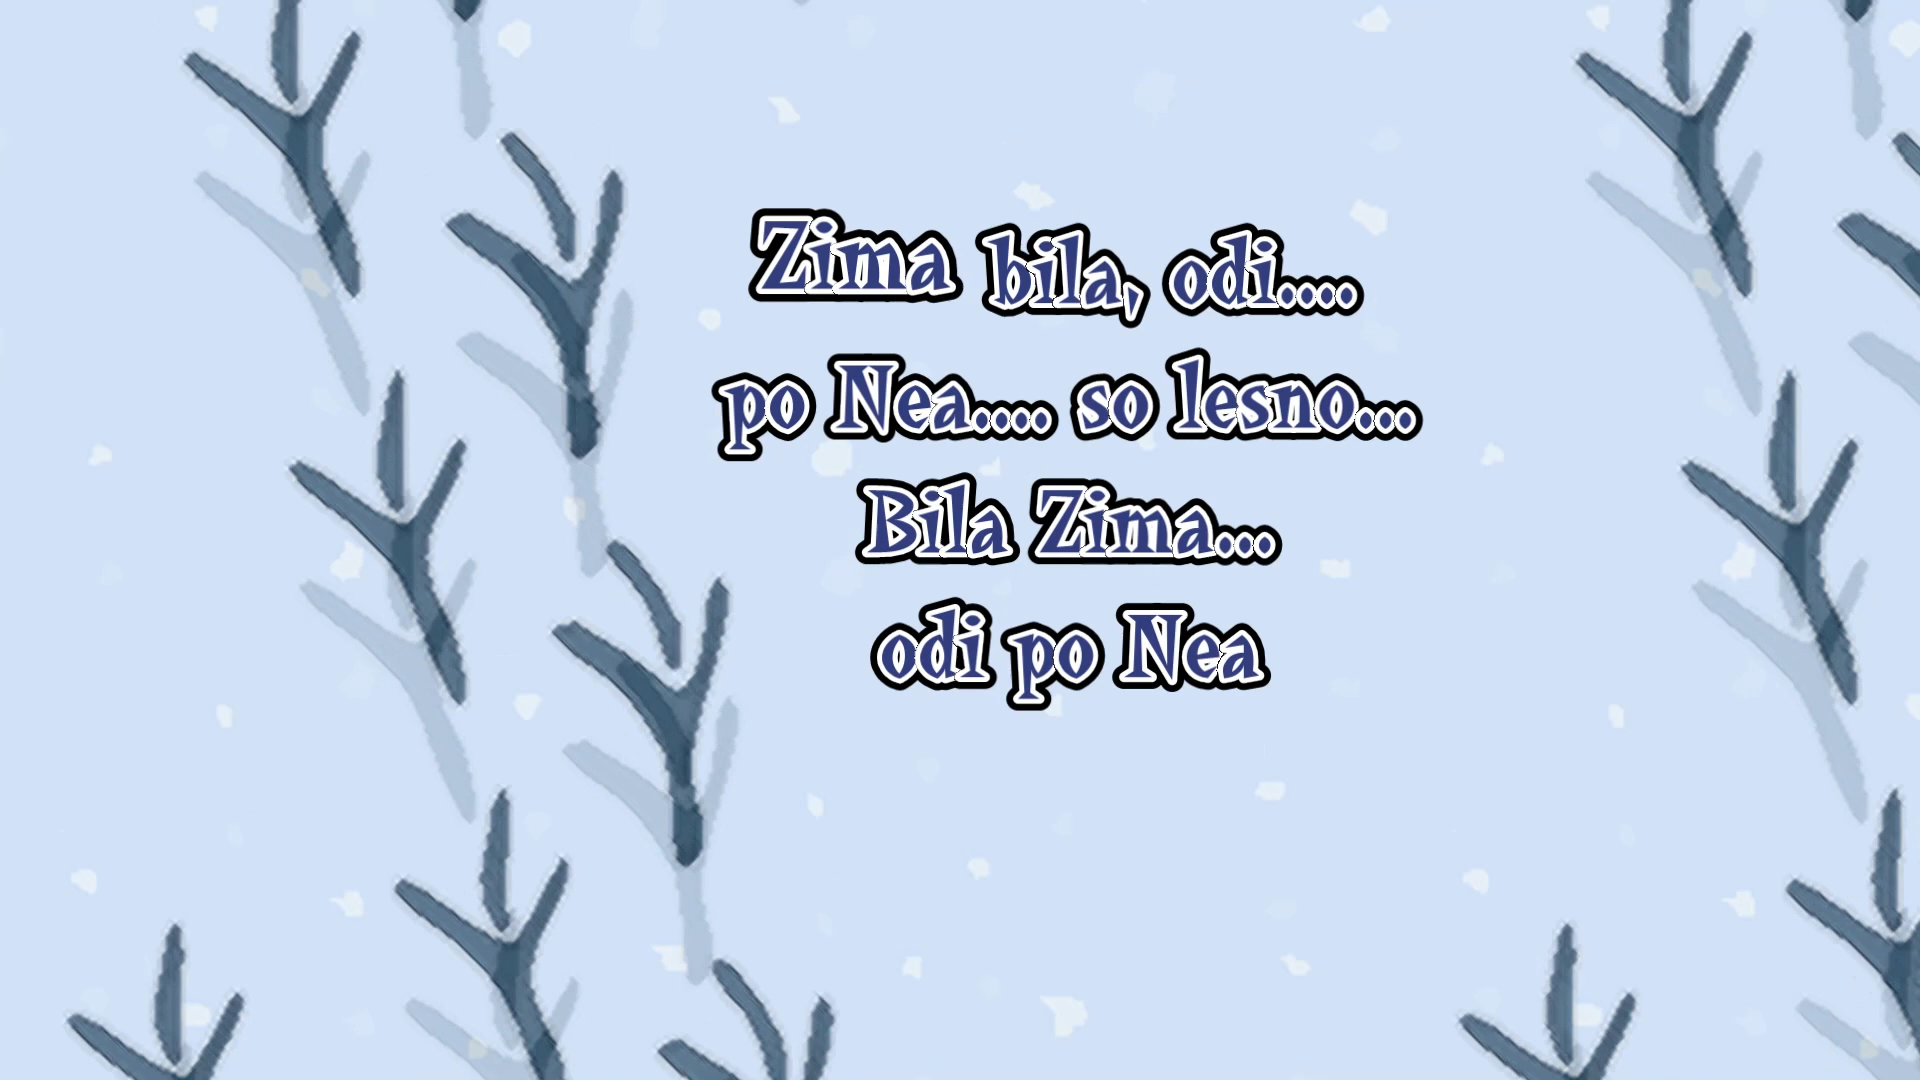 Zima bila, odi....
po Nea.... so lesno...
Bila Zima...
odi po Nea